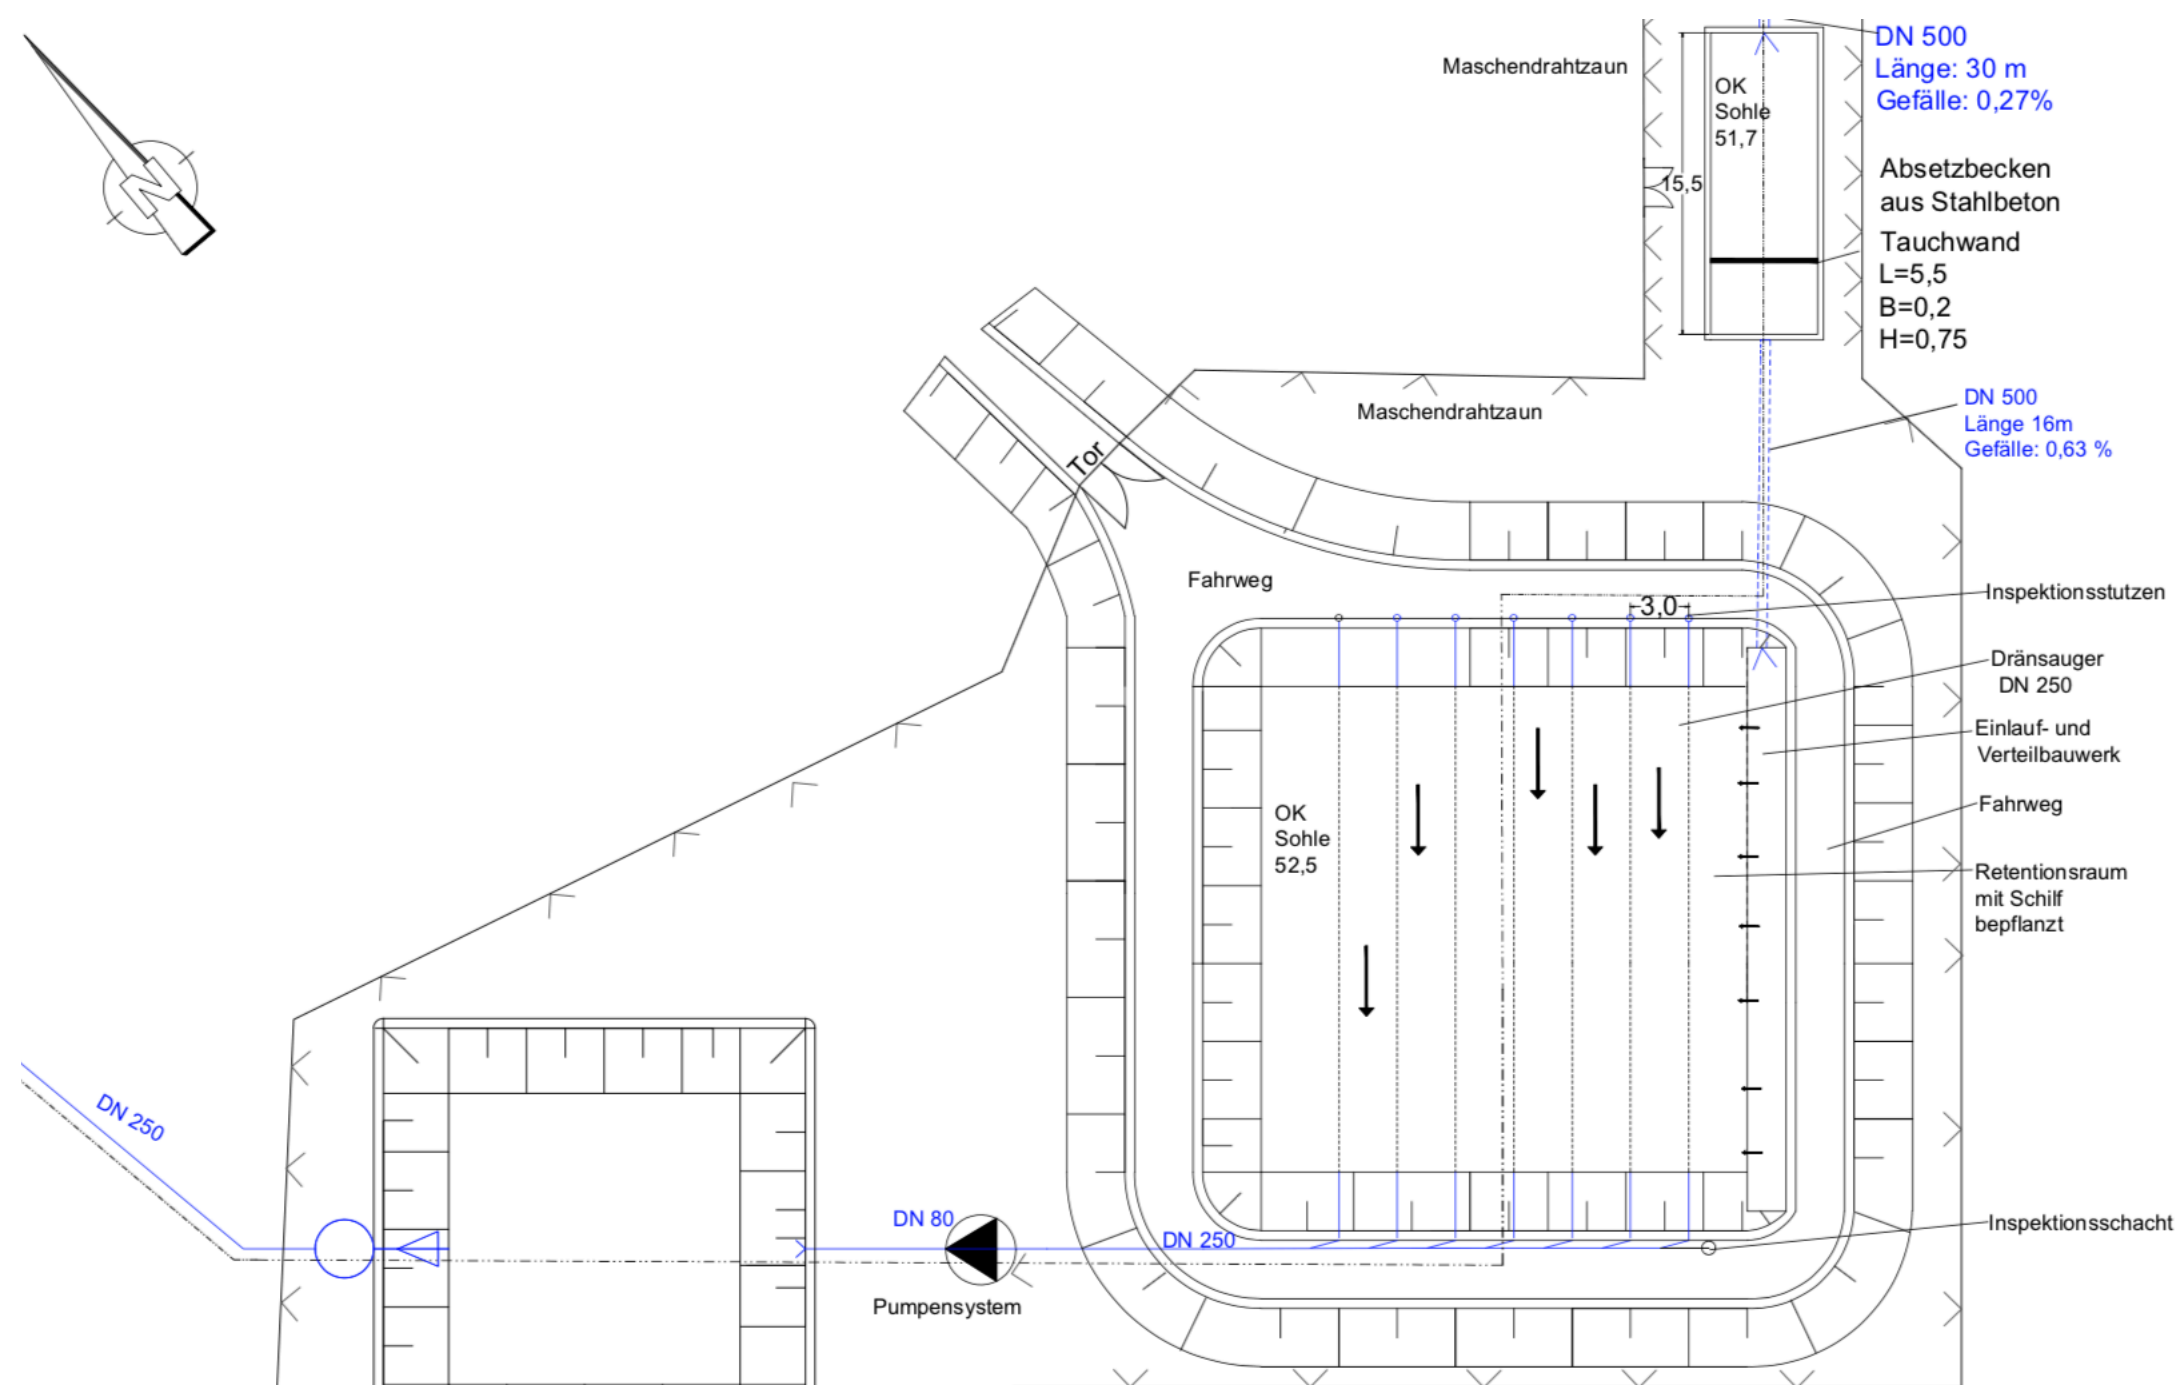 N
Maschendrahtzaun
DN 500
Länge: 30 m
Gefälle: 0,27%
OK
Sohle
51,7
15,5
Absetzbecken
aus Stahlbeton
Tauchwand
L=5,5
B=0,2
H=0,75
DN 500
Länge 16m
Gefälle: 0,63 %
Maschendrahtzaun
Tor
Fahrweg
3,0
Inspektionsstutzen
Dränsauger
DN 250
Einlauf- und
Verteilbauwerk
Fahrweg
OK
Sohle
52,5
Retentionsraum
mit Schilf
bepflanzt
DN 250
DN 80
DN 250
Inspektionsschacht
Pumpensystem